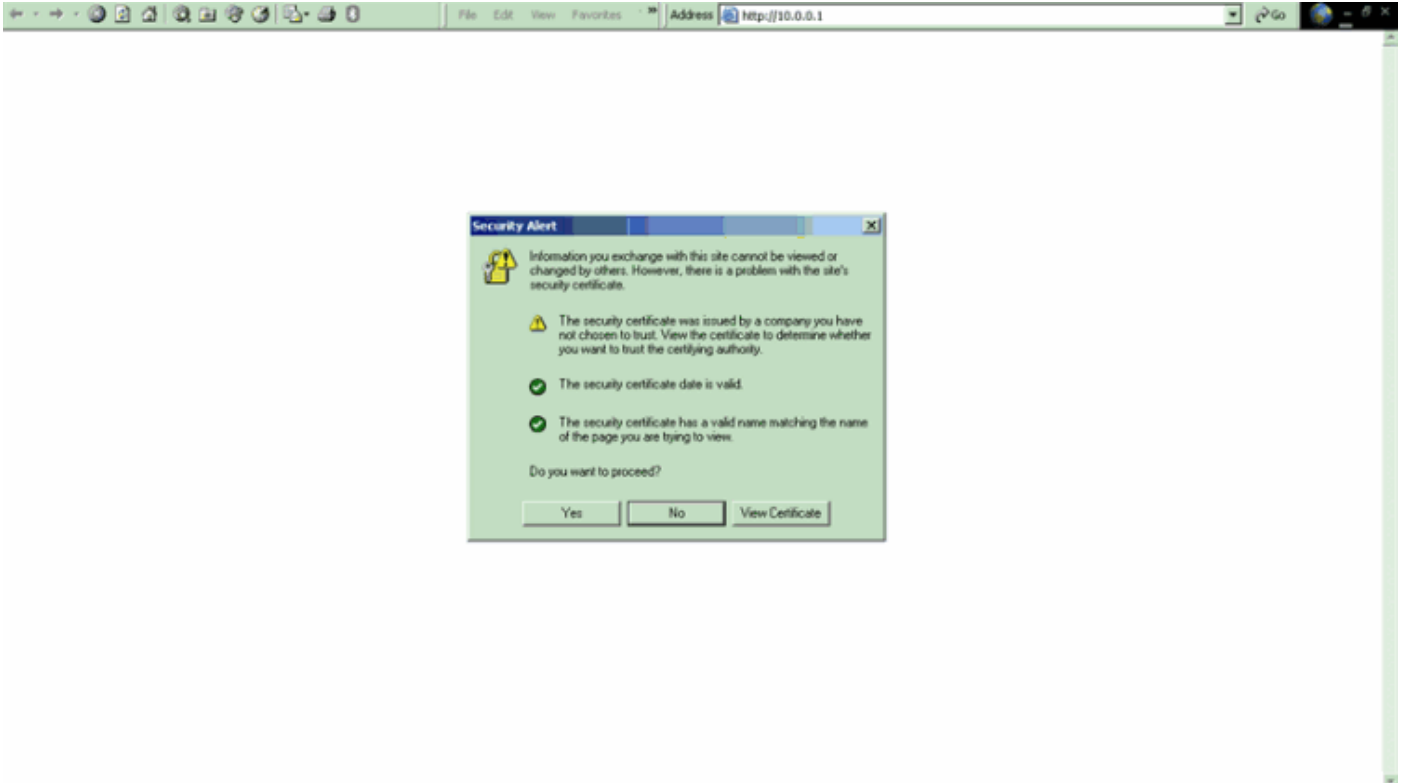 File Edit View Favorites » Address http://10.0.0.1 Go
Security Alert
Information you exchange with this site cannot be viewed or
changed by others. However, there is a problem with the site's
security certificate.
The security certificate was issued by a company you have
not chosen to trust. View the certificate to determine whether
you want to trust the certifying authority.
The security certificate date is valid.
The security certificate has a valid name matching the name
of the page you are trying to view.
Do you want to proceed?
Yes No View Certificate